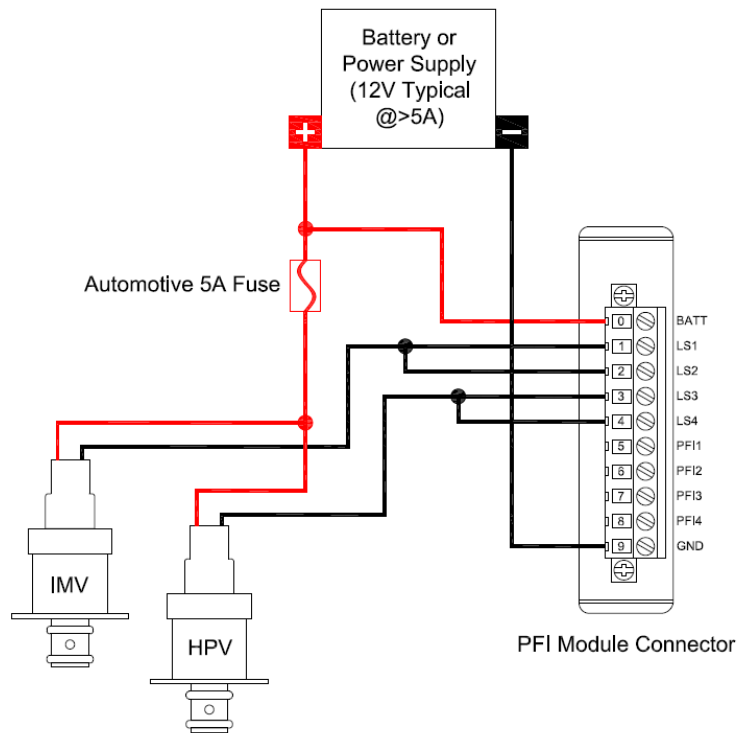 Battery or
Power Supply
(12V Typical
@>5A)
+
-
Automotive 5A Fuse
0 BATT
1 LS1
2 LS2
3 LS3
4 LS4
5 PFI1
6 PFI2
7 PFI3
8 PFI4
9 GND
IMV
HPV
PFI Module Connector